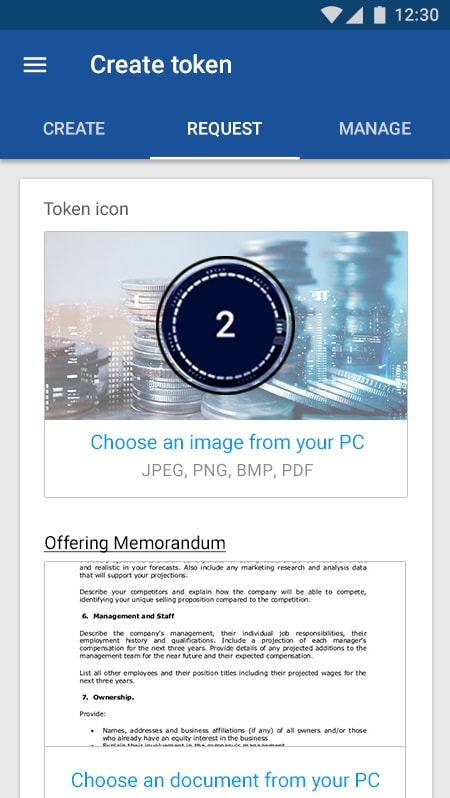 12:30
Create token
CREATE REQUEST MANAGE
Token icon
2
Choose an image from your PC
JPEG, PNG, BMP, PDF
Offering Memorandum
and realistic in your forecasts. Also include any marketing research and analysis data
that will support your projections.
Describe your competitors and explain how the company will be able to compete,
identifying your unique selling proposition compared to the competition.
6. Management and Staff
Describe the company's management, their individual job responsibilities, their
employment history and qualifications. Include a projection of each manager's
compensation for the next three years. Provide details of any projected additions to the
management team for the near future and their expected compensation.
List all other employees and their position titles including their projected wages for the
next three years.
7. Ownership.
Provide:
• Names, addresses and business affiliations (if any) of all owners and/or those
who already have an equity interest in the business
• Explain their involvement in the company's management
Choose an document from your PC